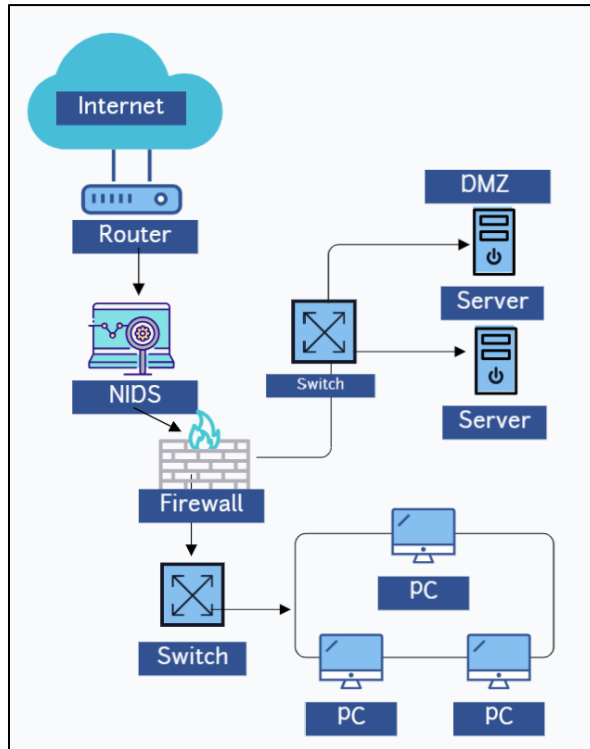 Internet
Router
NIDS
Firewall
Switch
DMZ
Server
Switch
Server
PC
PC
PC